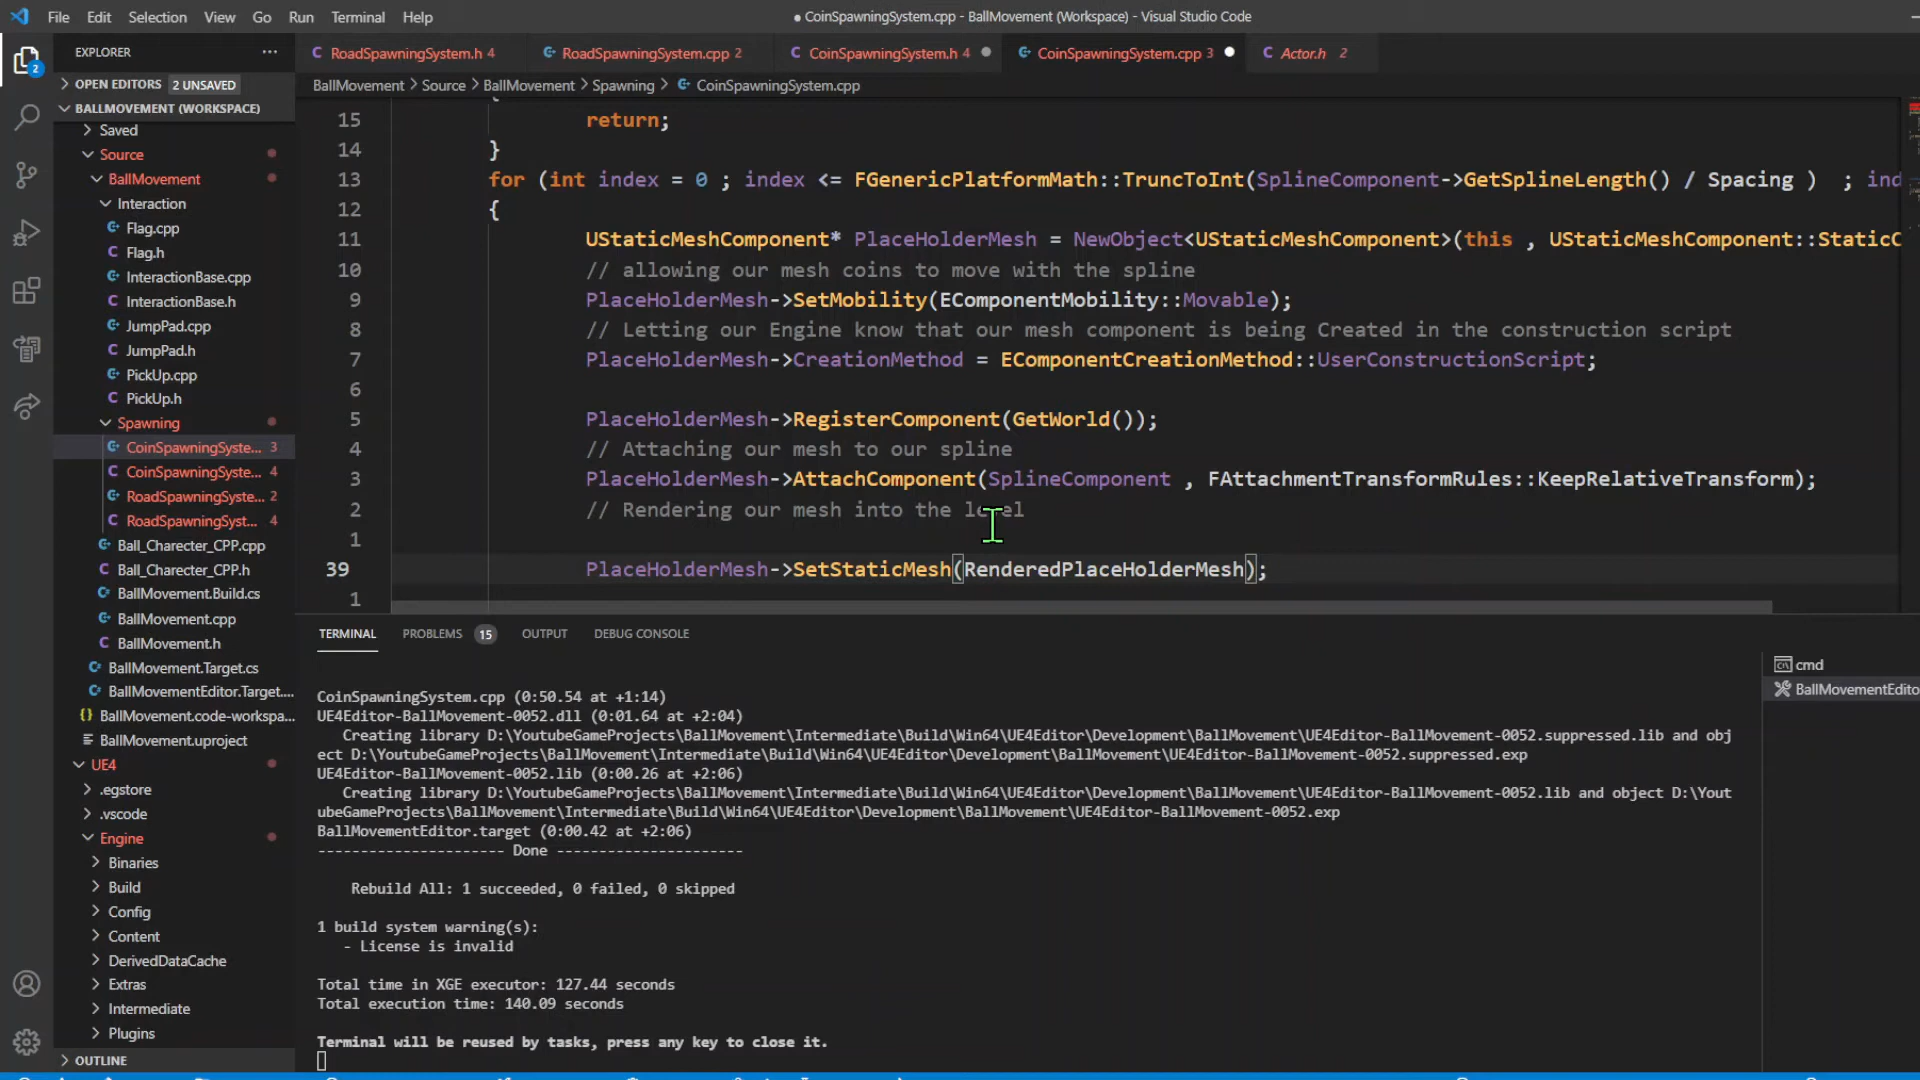 File Edit Selection View Go Run Terminal Help
● CoinSpawningSystem.cpp - BallMovement (Workspace) - Visual Studio Code
EXPLORER ...
RoadSpawningSystem.h 4 RoadSpawningSystem.cpp 2 CoinSpawningSystem.h 4 CoinSpawningSystem.cpp 3 Actor.h 2
2
OPEN EDITORS 2 UNSAVED
BallMovement > Source > BallMovement > Spawning > CoinSpawningSystem.cpp
BALLMOVEMENT (WORKSPACE)
Saved
Source
BallMovement
Interaction
Flag.cpp
Flag.h
InteractionBase.cpp
InteractionBase.h
JumpPad.cpp
JumpPad.h
PickUp.cpp
PickUp.h
Spawning
CoinSpawningSyste... 3
CoinSpawningSyste... 4
RoadSpawningSyste... 2
RoadSpawningSyst... 4
Ball_Charecter_CPP.cpp
Ball_Charecter_CPP.h
BallMovement.Build.cs
BallMovement.cpp
BallMovement.h
BallMovement.Target.cs
BallMovementEditor.Target....
BallMovement.code-workspa...
BallMovement.uproject
UE4
.egstore
.vscode
Engine
Binaries
Build
Config
Content
DerivedDataCache
Extras
Intermediate
Plugins
OUTLINE
15 return;
14 }
13 for (int index = 0 ; index <= FGenericPlatformMath::TruncToInt(SplineComponent->GetSplineLength() / Spacing ) ; ind
12 {
11 UStaticMeshComponent* PlaceHolderMesh = NewObject<UStaticMeshComponent>(this , UStaticMeshComponent::StaticC
10 // allowing our mesh coins to move with the spline
9 PlaceHolderMesh->SetMobility(EComponentMobility::Movable);
8 // Letting our Engine know that our mesh component is being Created in the construction script
7 PlaceHolderMesh->CreationMethod = EComponentCreationMethod::UserConstructionScript;
6
5 PlaceHolderMesh->RegisterComponent(GetWorld());
4 // Attaching our mesh to our spline
3 PlaceHolderMesh->AttachComponent(SplineComponent , FAttachmentTransformRules::KeepRelativeTransform);
2 // Rendering our mesh into the level
1
39 PlaceHolderMesh->SetStaticMesh(RenderedPlaceHolderMesh);
1
TERMINAL PROBLEMS 15 OUTPUT DEBUG CONSOLE
cmd
BallMovementEdito
CoinSpawningSystem.cpp (0:50.54 at +1:14)
UE4Editor-BallMovement-0052.dll (0:01.64 at +2:04)
Creating library D:\YoutubeGameProjects\BallMovement\Intermediate\Build\Win64\UE4Editor\Development\BallMovement\UE4Editor-BallMovement-0052.suppressed.lib and obj
ect D:\YoutubeGameProjects\BallMovement\Intermediate\Build\Win64\UE4Editor\Development\BallMovement\UE4Editor-BallMovement-0052.suppressed.exp
UE4Editor-BallMovement-0052.lib (0:00.26 at +2:06)
Creating library D:\YoutubeGameProjects\BallMovement\Intermediate\Build\Win64\UE4Editor\Development\BallMovement\UE4Editor-BallMovement-0052.lib and object D:\Yout
ubeGameProjects\BallMovement\Intermediate\Build\Win64\UE4Editor\Development\BallMovement\UE4Editor-BallMovement-0052.exp
BallMovementEditor.target (0:00.42 at +2:06)
---------------------- Done ----------------------
Rebuild All: 1 succeeded, 0 failed, 0 skipped
1 build system warning(s):
- License is invalid
Total time in XGE executor: 127.44 seconds
Total execution time: 140.09 seconds
Terminal will be reused by tasks, press any key to close it.